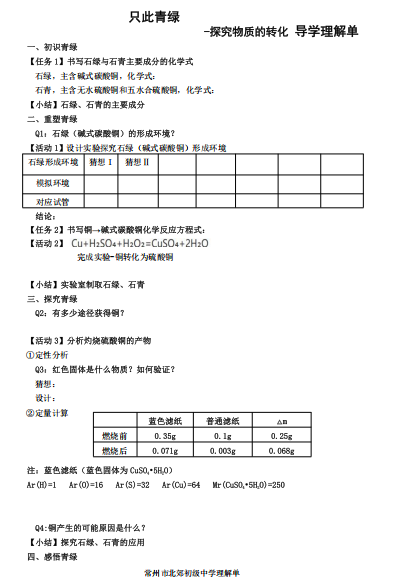 只此青绿
-探究物质的转化 导学理解单
一、初识青绿
【任务1】书写石绿与石青主要成分的化学式
石绿，主含碱式碳酸铜，化学式：
石青，主含无水硫酸铜和五水合硫酸铜，化学式：
【小结】石绿、石青的主要成分
二、重塑青绿
Q1：石绿（碱式碳酸铜）的形成环境？
【活动1】设计实验探究石绿（碱式碳酸铜）形成环境
石绿形成环境 猜想Ⅰ 猜想Ⅱ
模拟环境
对应试管
结论：
【任务2】书写铜→碱式碳酸铜化学反应方程式：
【活动2】 Cu+H₂SO₄+H₂O₂=CuSO₄+2H₂O
完成实验-铜转化为硫酸铜
【小结】实验室制取石绿、石青
三、探究青绿
Q2：有多少途径获得铜？
【活动3】分析灼烧硫酸铜的产物
①定性分析
Q3：红色固体是什么物质？如何验证？
猜想：
设计：
②定量计算
蓝色滤纸 普通滤纸 △m
燃烧前 0.35g 0.1g 0.25g
燃烧后 0.071g 0.003g 0.068g
注：蓝色滤纸（蓝色固体为 CuSO₄•5H₂O）
Ar(H)=1 Ar(O)=16 Ar(S)=32 Ar(Cu)=64 Mr(CuSO₄•5H₂O)=250
Q4:铜产生的可能原因是什么？
【小结】探究石绿、石青的应用
四、感悟青绿
常州市北郊初级中学理解单